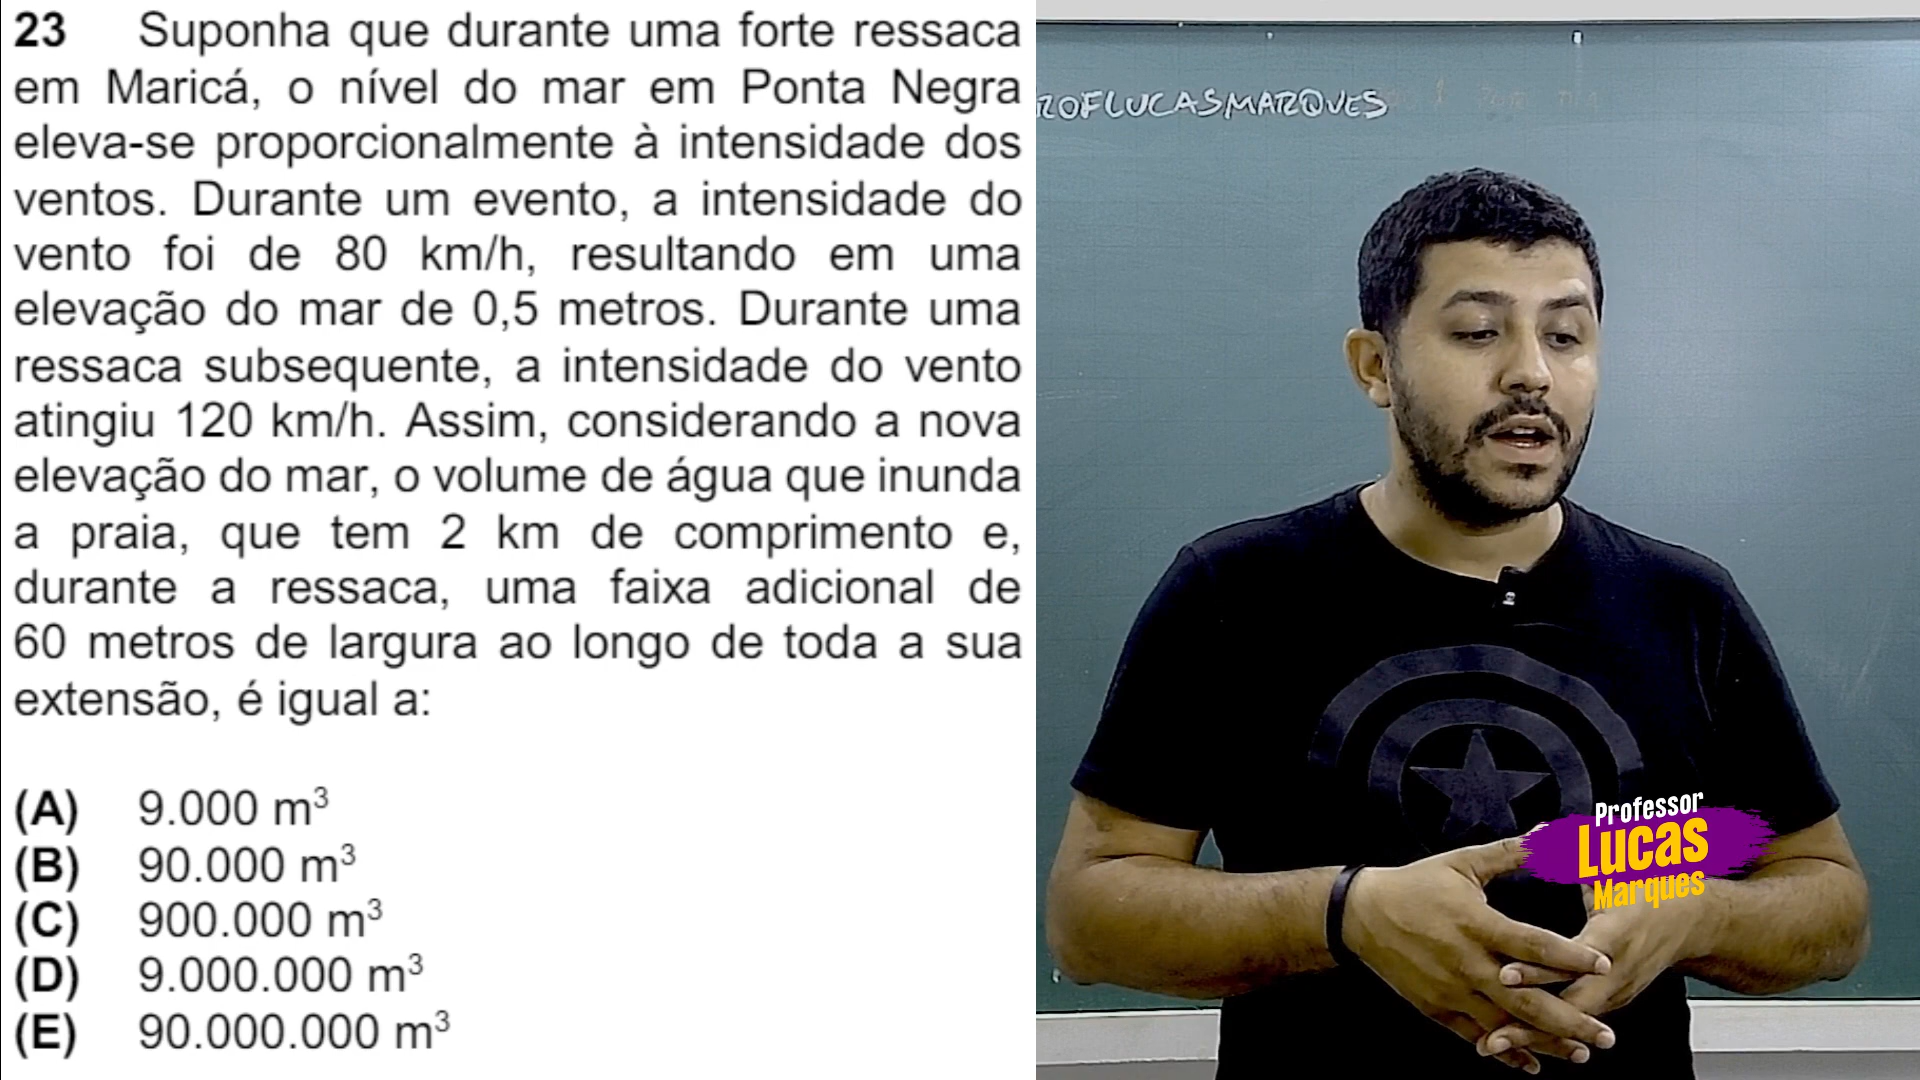 23 Suponha que durante uma forte ressaca
em Maricá, o nível do mar em Ponta Negra
eleva-se proporcionalmente à intensidade dos
ventos. Durante um evento, a intensidade do
vento foi de 80 km/h, resultando em uma
elevação do mar de 0,5 metros. Durante uma
ressaca subsequente, a intensidade do vento
atingiu 120 km/h. Assim, considerando a nova
elevação do mar, o volume de água que inunda
a praia, que tem 2 km de comprimento e,
durante a ressaca, uma faixa adicional de
60 metros de largura ao longo de toda a sua
extensão, é igual a:
(A) 9.000 m³
(B) 90.000 m³
(C) 900.000 m³
(D) 9.000.000 m³
(E) 90.000.000 m³
ROFLUCASMARQUES
Professor
Lucas
Marques